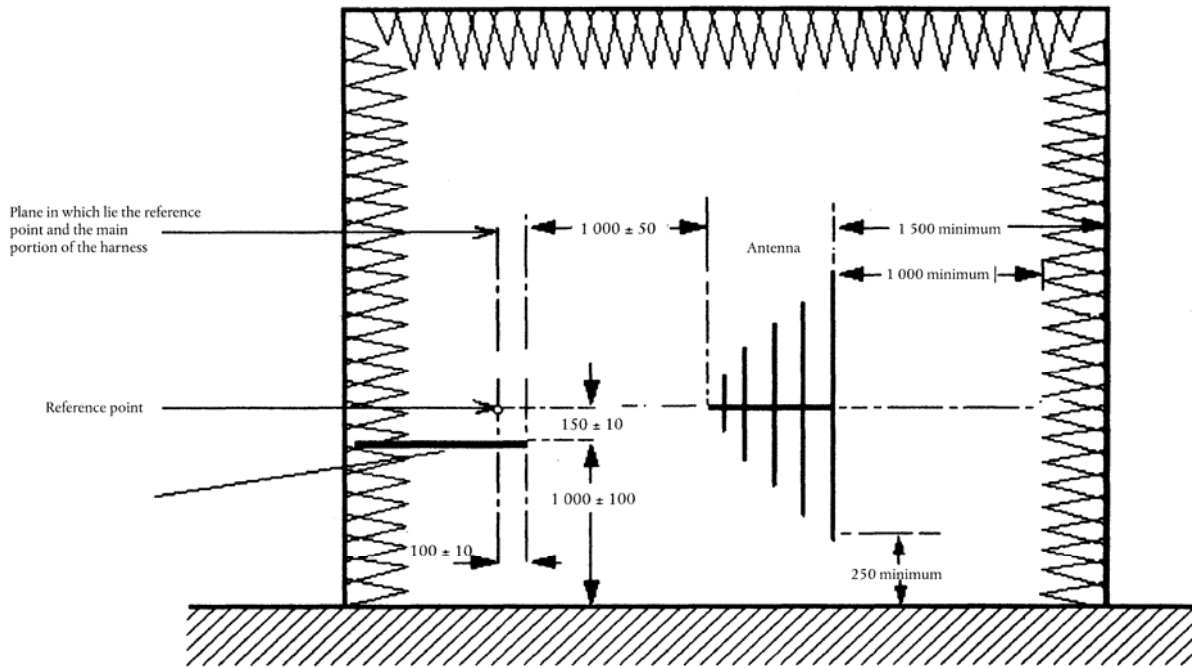 Plane in which lie the reference
point and the main
portion of the harness
1 000 ± 50
1 500 minimum
Antenna
1 000 minimum
Reference point
150 ± 10
1 000 ± 100
100 ± 10
250 minimum